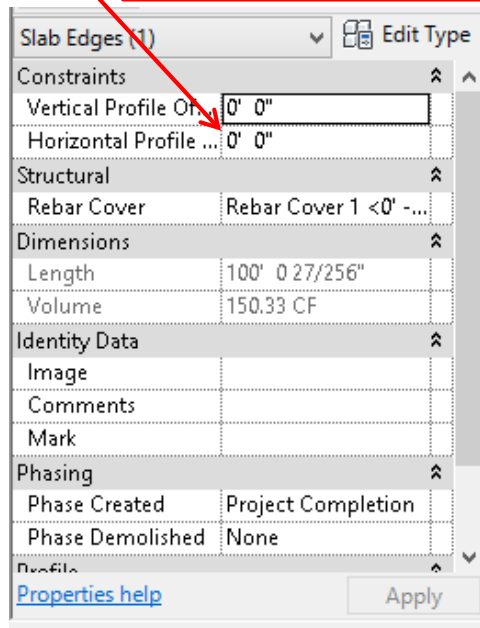 Slab Edges (1) Edit Type
Constraints
Vertical Profile Of... 0' 0"
Horizontal Profile ... 0' 0"
Structural
Rebar Cover Rebar Cover 1 <0' -...
Dimensions
Length 100' 0 27/256"
Volume 150.33 CF
Identity Data
Image
Comments
Mark
Phasing
Phase Created Project Completion
Phase Demolished None
Profile
Properties help Apply